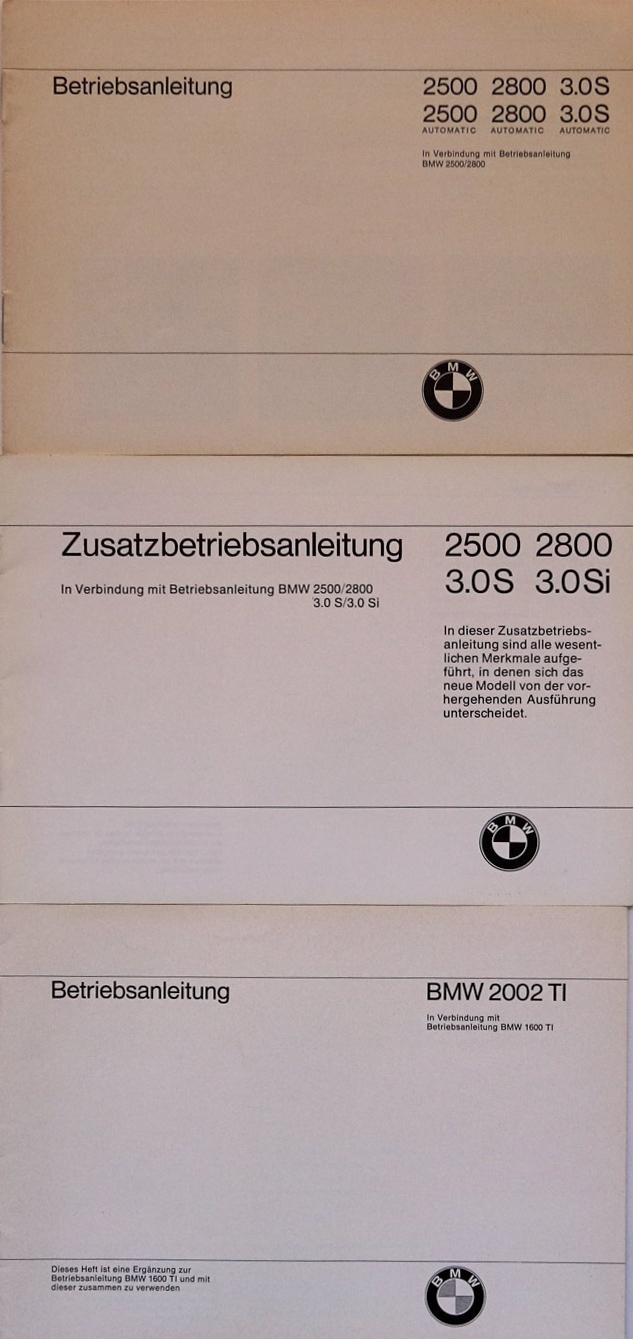 Betriebsanleitung
2500 2800 3.0S
2500 2800 3.0S
AUTOMATIC AUTOMATIC AUTOMATIC
In Verbindung mit Betriebsanleitung
BMW 2500/2800
BMW
Zusatzbetriebsanleitung
In Verbindung mit Betriebsanleitung BMW 2500/2800
3.0 S/3.0 Si
2500 2800
3.0S 3.0Si
In dieser Zusatzbetriebs-
anleitung sind alle wesent-
lichen Merkmale aufge-
führt, in denen sich das
neue Modell von der vor-
hergehenden Ausführung
unterscheidet.
BMW
Betriebsanleitung
BMW 2002 TI
In Verbindung mit
Betriebsanleitung BMW 1600 TI
Dieses Heft ist eine Ergänzung zur
Betriebsanleitung BMW 1600 TI und mit
dieser zusammen zu verwenden
BMW